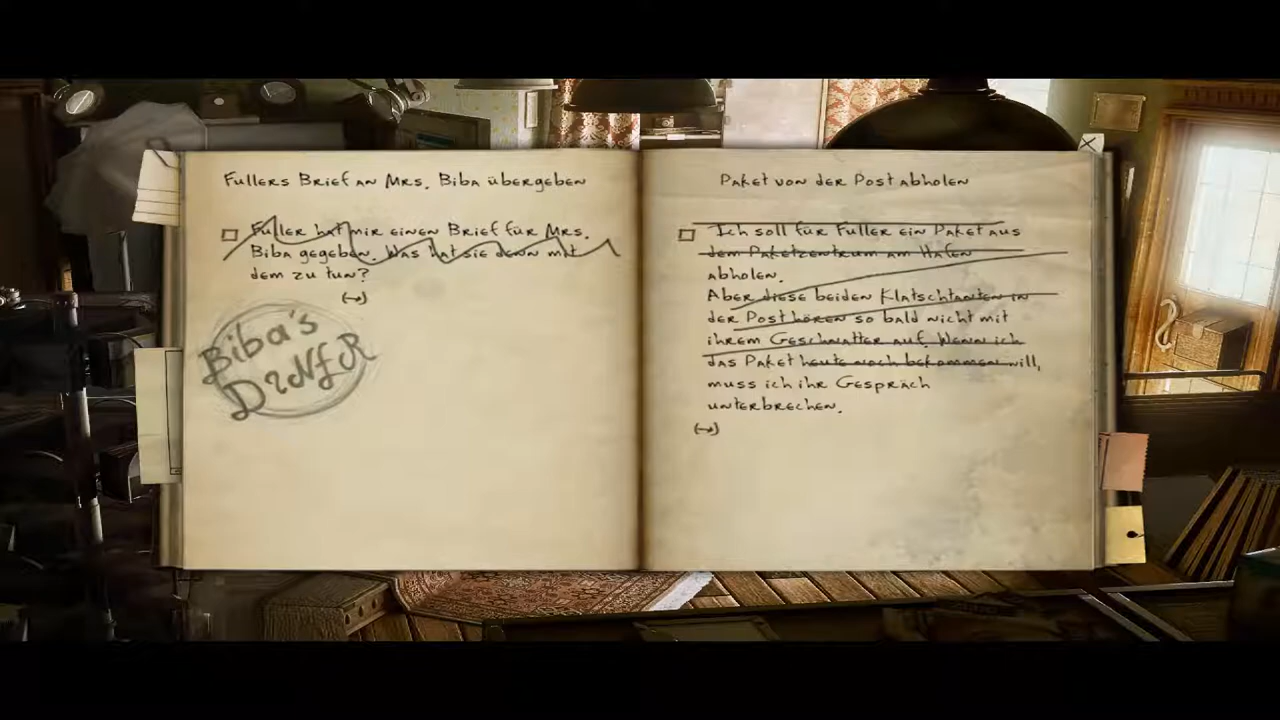 Fullers Brief an Mrs. Biba übergeben
Fuller hat mir einen Brief für Mrs.
Biba gegeben. Was hat sie denn mit
dem zu tun?
(→)
Biba's
Diner
Paket von der Post abholen
Ich soll für Fuller ein Paket aus
dem Paketzentrum am Hafen
abholen.
Aber diese beiden Klatschtanten in
der Post hören so bald nicht mit
ihrem Geschnatter auf. Wenn ich
das Paket heute noch bekommen will,
muss ich ihr Gespräch
unterbrechen.
(→)